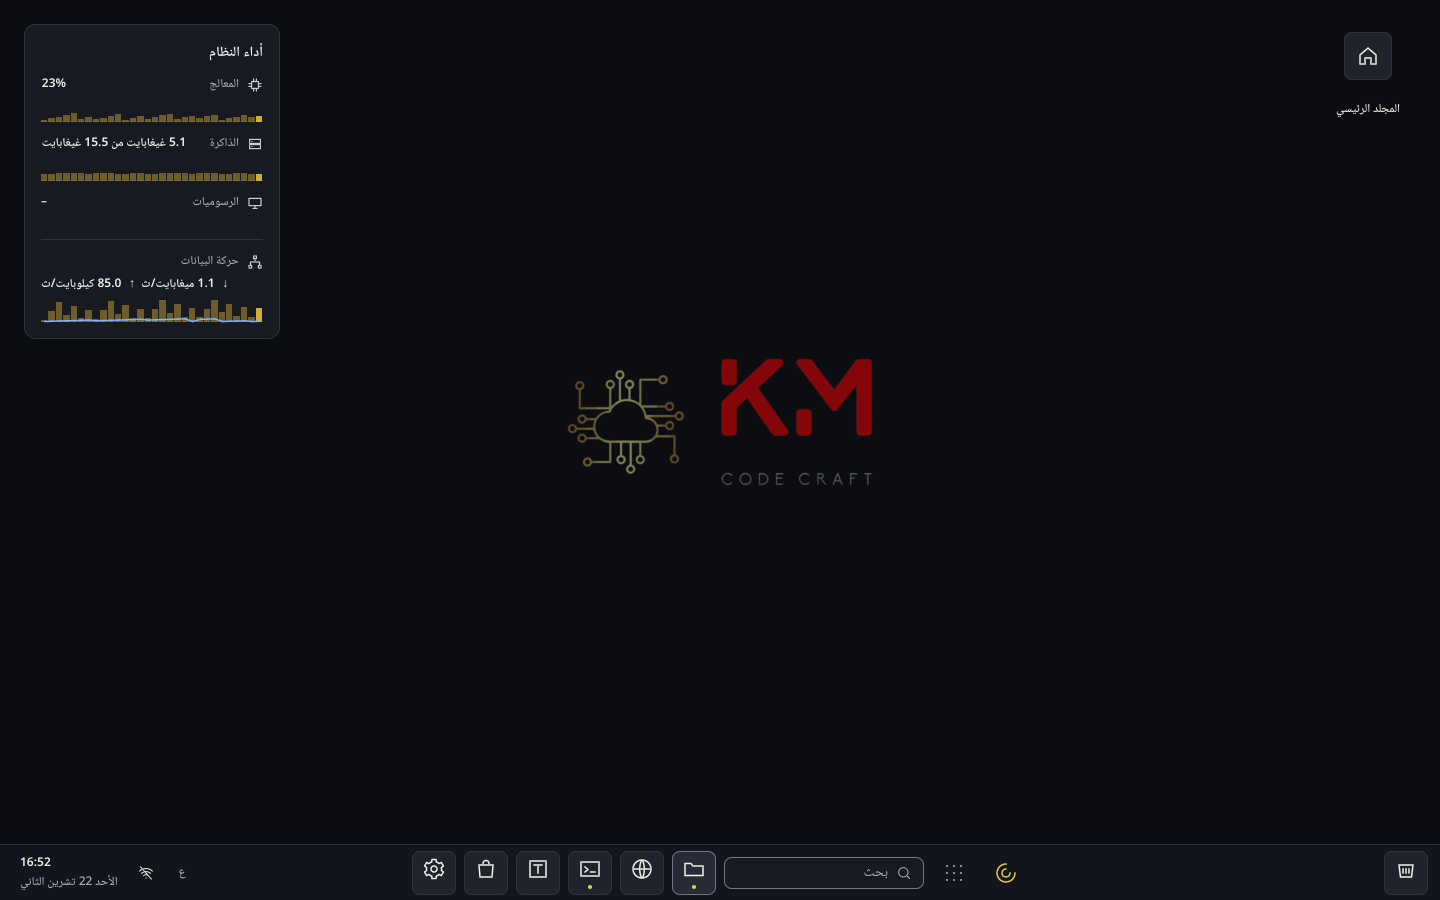 أداء النظام
المعالج 23%
الذاكرة 5.1 غيغابايت من 15.5 غيغابايت
الرسوميات –
حركة البيانات
↓ 1.1 ميغابايت/ث ↑ 85.0 كيلوبايت/ث
المجلد الرئيسي
KM
CODE CRAFT
بحث
T
ع
16:52
الأحد 22 تشرين الثاني